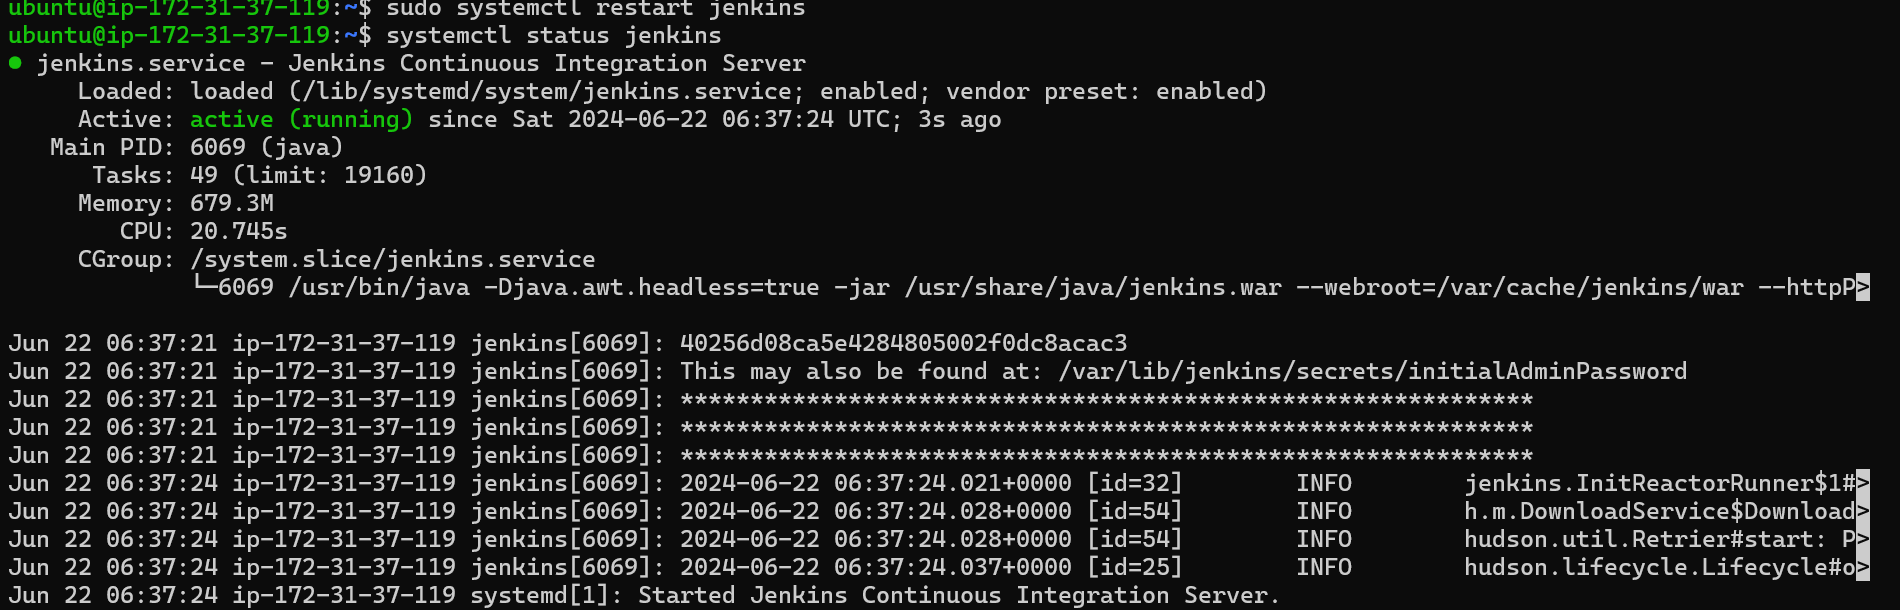 ubuntu@ip-172-31-37-119:~$ sudo systemctl restart jenkins
ubuntu@ip-172-31-37-119:~$ systemctl status jenkins
● jenkins.service - Jenkins Continuous Integration Server
Loaded: loaded (/lib/systemd/system/jenkins.service; enabled; vendor preset: enabled)
Active: active (running) since Sat 2024-06-22 06:37:24 UTC; 3s ago
Main PID: 6069 (java)
Tasks: 49 (limit: 19160)
Memory: 679.3M
CPU: 20.745s
CGroup: /system.slice/jenkins.service
└─6069 /usr/bin/java -Djava.awt.headless=true -jar /usr/share/java/jenkins.war --webroot=/var/cache/jenkins/war --httpP>
Jun 22 06:37:21 ip-172-31-37-119 jenkins[6069]: 40256d08ca5e4284805002f0dc8acac3
Jun 22 06:37:21 ip-172-31-37-119 jenkins[6069]: This may also be found at: /var/lib/jenkins/secrets/initialAdminPassword
Jun 22 06:37:21 ip-172-31-37-119 jenkins[6069]: *************************************************************
Jun 22 06:37:21 ip-172-31-37-119 jenkins[6069]: *************************************************************
Jun 22 06:37:21 ip-172-31-37-119 jenkins[6069]: *************************************************************
Jun 22 06:37:24 ip-172-31-37-119 jenkins[6069]: 2024-06-22 06:37:24.021+0000 [id=32] INFO jenkins.InitReactorRunner$1#>
Jun 22 06:37:24 ip-172-31-37-119 jenkins[6069]: 2024-06-22 06:37:24.028+0000 [id=54] INFO h.m.DownloadService$Download>
Jun 22 06:37:24 ip-172-31-37-119 jenkins[6069]: 2024-06-22 06:37:24.028+0000 [id=54] INFO hudson.util.Retrier#start: P>
Jun 22 06:37:24 ip-172-31-37-119 jenkins[6069]: 2024-06-22 06:37:24.037+0000 [id=25] INFO hudson.lifecycle.Lifecycle#o>
Jun 22 06:37:24 ip-172-31-37-119 systemd[1]: Started Jenkins Continuous Integration Server.